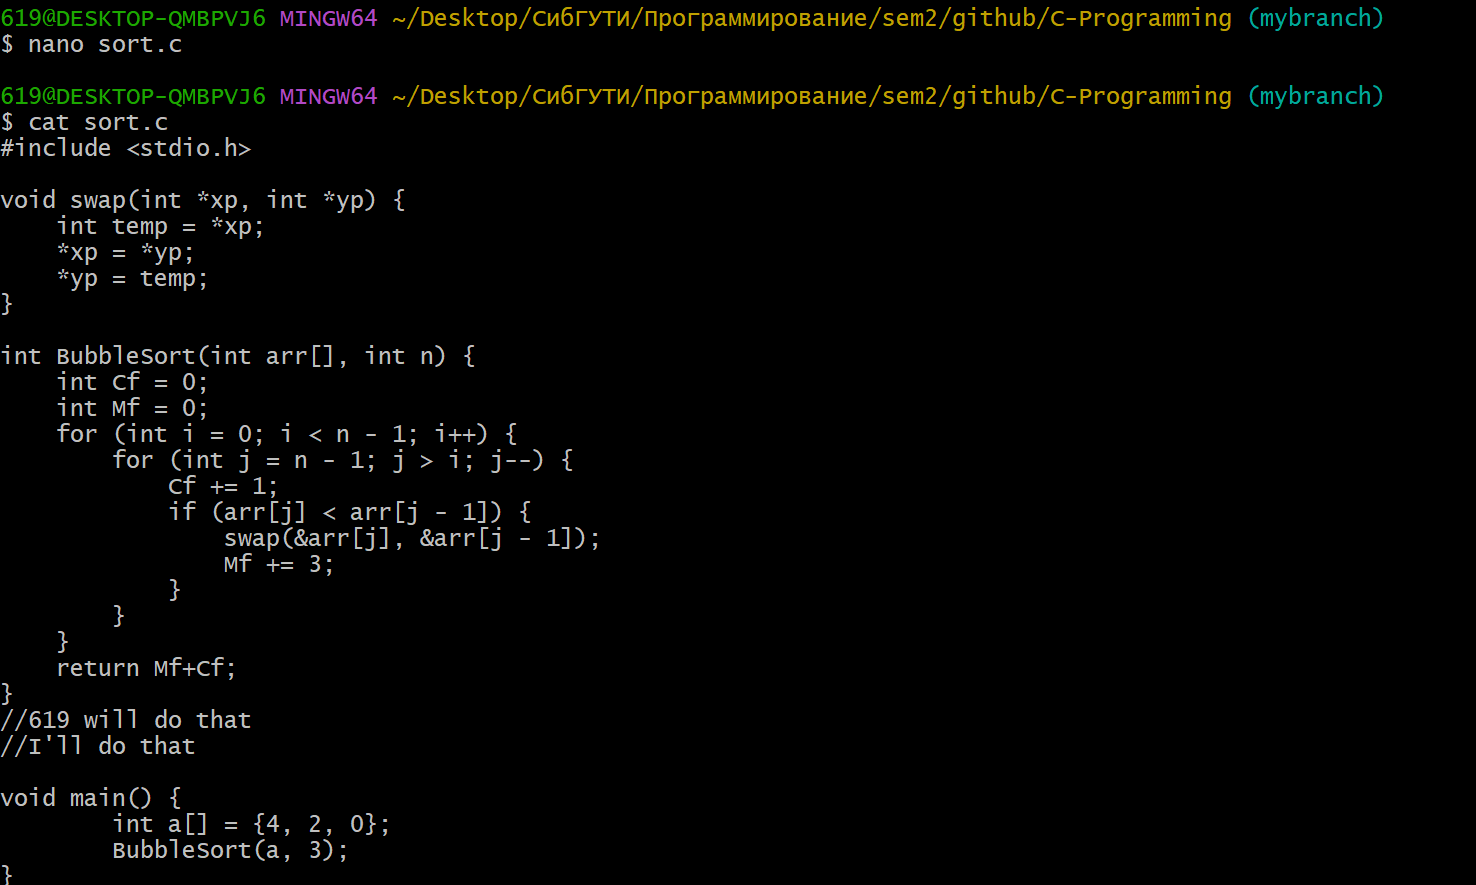 619@DESKTOP-QMBPVJ6 MINGW64 ~/Desktop/СибГУТИ/Программирование/sem2/github/C-Programming (mybranch)
$ nano sort.c

619@DESKTOP-QMBPVJ6 MINGW64 ~/Desktop/СибГУТИ/Программирование/sem2/github/C-Programming (mybranch)
$ cat sort.c
#include <stdio.h>

void swap(int *xp, int *yp) {
    int temp = *xp;
    *xp = *yp;
    *yp = temp;
}

int BubbleSort(int arr[], int n) {
    int Cf = 0;
    int Mf = 0;
    for (int i = 0; i < n - 1; i++) {
        for (int j = n - 1; j > i; j--) {
            Cf += 1;
            if (arr[j] < arr[j - 1]) {
                swap(&arr[j], &arr[j - 1]);
                Mf += 3;
            }
        }
    }
    return Mf+Cf;
}
//619 will do that
//I'll do that

void main() {
        int a[] = {4, 2, 0};
        BubbleSort(a, 3);
}